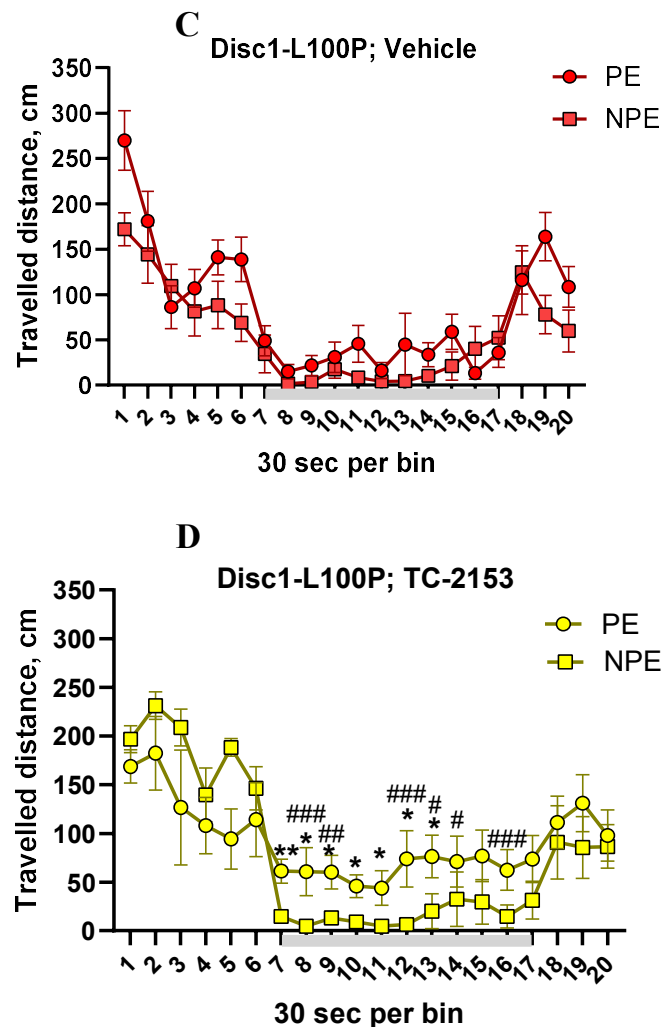 C
Disc1-L100P; Vehicle
PE
NPE
Travelled distance, cm
350
300
250
200
150
100
50
0
1 2 3 4 5 6 7 8 9 10 11 12 13 14 15 16 17 18 19 20
30 sec per bin
D
Disc1-L100P; TC-2153
PE
NPE
Travelled distance, cm
350
300
250
200
150
100
50
0
### ### #
## * * # ###
** * * * *
1 2 3 4 5 6 7 8 9 10 11 12 13 14 15 16 17 18 19 20
30 sec per bin